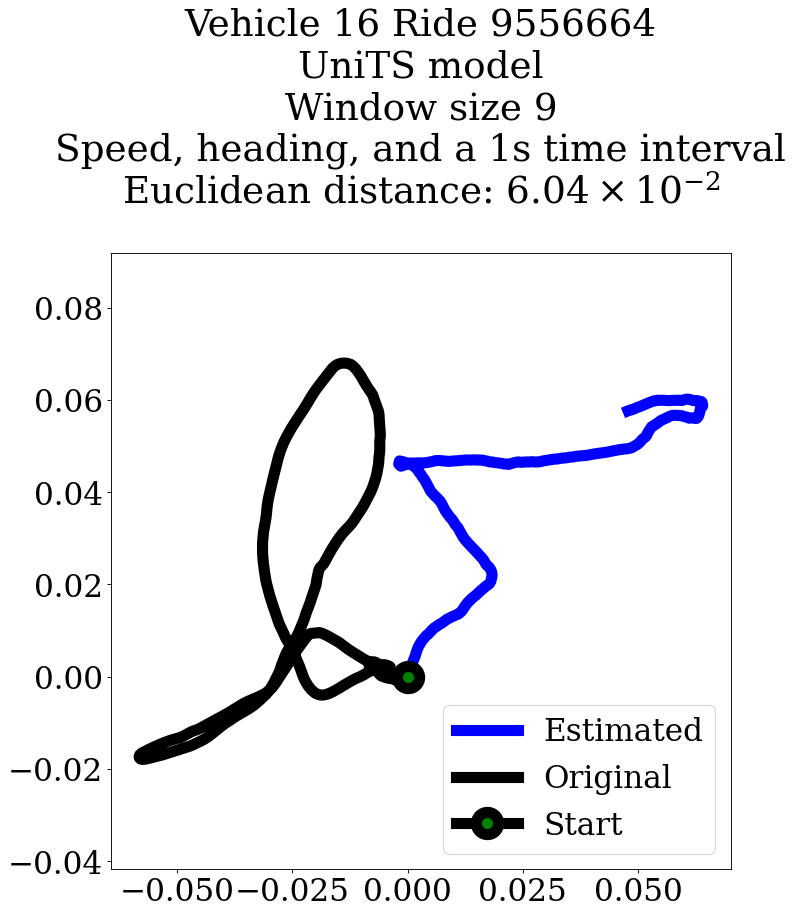 Vehicle 16 Ride 9556664
UniTS model
Window size 9
Speed, heading, and a 1s time interval
Euclidean distance: 6.04 × 10⁻²
0.08
0.06
0.04
0.02
0.00
−0.02
−0.04
Estimated
Original
Start
−0.050 −0.025 0.000 0.025 0.050